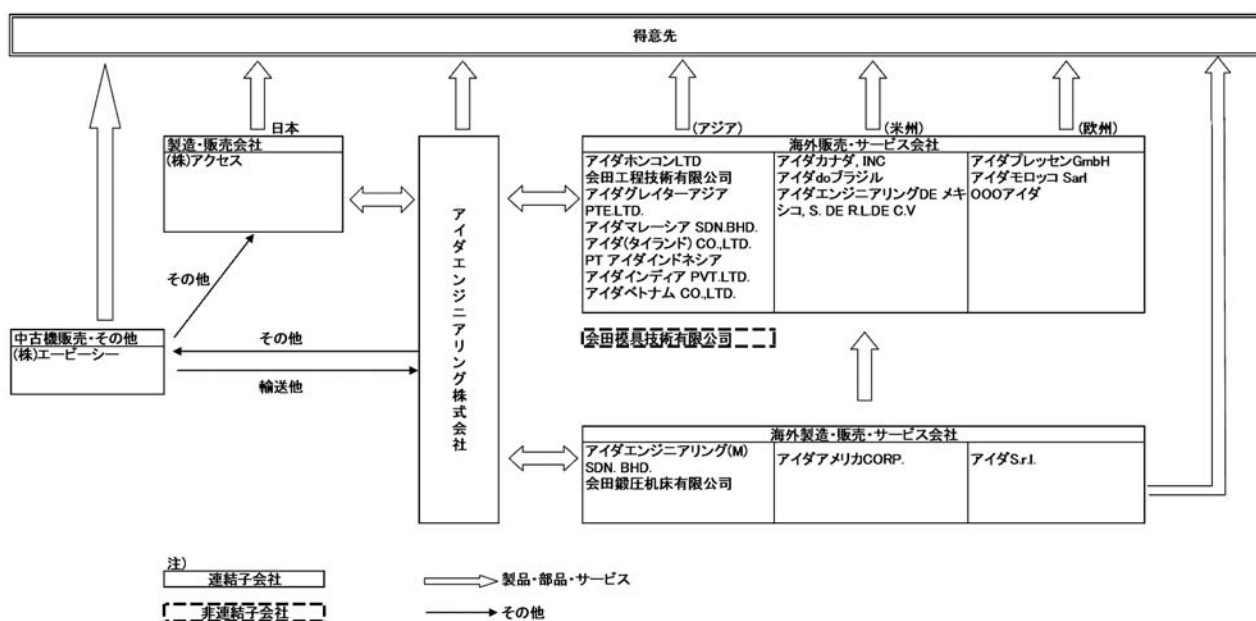 得意先
日本
(アジア)
(米州)
(欧州)
製造・販売会社
(株)アクセス
海外販売・サービス会社
アイダホンコンLTD
会田工程技術有限公司
アイダグレイターアジア
PTE.LTD.
アイダマレーシア SDN.BHD.
アイダ(タイランド) CO.,LTD.
PT アイダインドネシア
アイダインディア PVT.LTD.
アイダベトナム CO.,LTD.
アイダカナダ, INC
アイダdoブラジル
アイダエンジニアリングDE メキ
シコ, S. DE R.L.DE C.V
アイダプレッセンGmbH
アイダモロッコ Sarl
OOOアイダ
アイダエンジニアリング株式会社
その他
中古機販売・その他
(株)エービーシー
その他
輸送他
会田模具技術有限公司
海外製造・販売・サービス会社
アイダエンジニアリング(M)
SDN. BHD.
会田鍛圧机床有限公司
アイダアメリカCORP.
アイダS.r.l.
注)
連結子会社
製品・部品・サービス
非連結子会社
その他